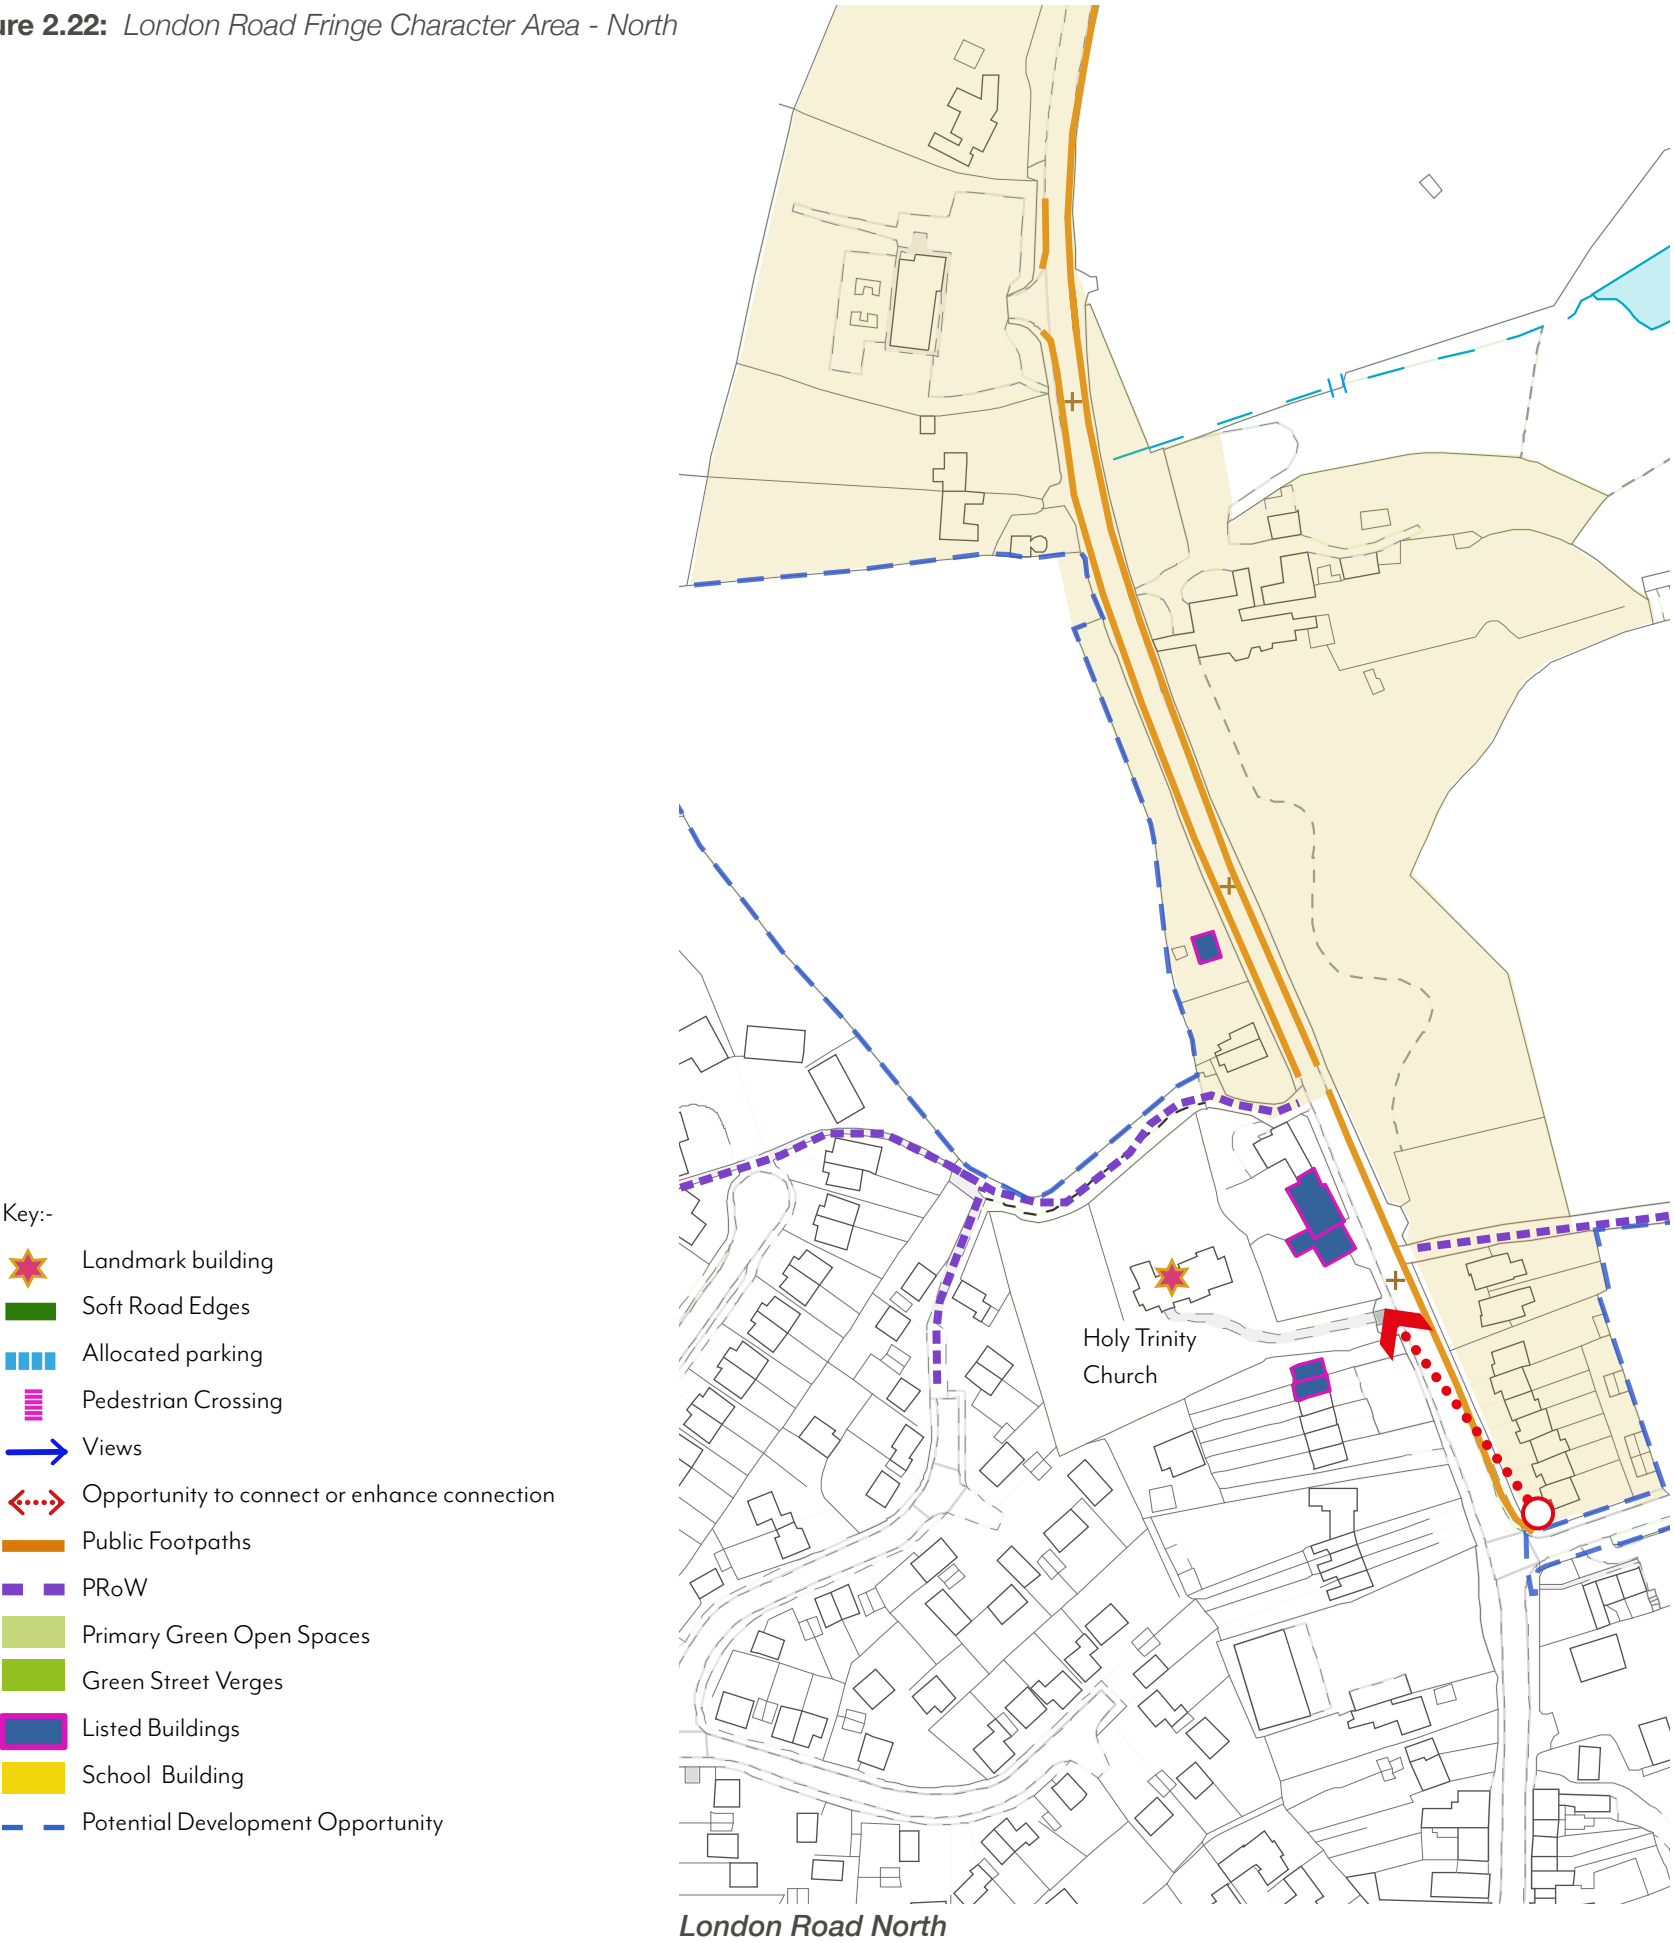 ure 2.22: London Road Fringe Character Area - North
Holy Trinity
Church
Key:-
Landmark building
Soft Road Edges
Allocated parking
Pedestrian Crossing
Views
Opportunity to connect or enhance connection
Public Footpaths
PRoW
Primary Green Open Spaces
Green Street Verges
Listed Buildings
School Building
Potential Development Opportunity
London Road North